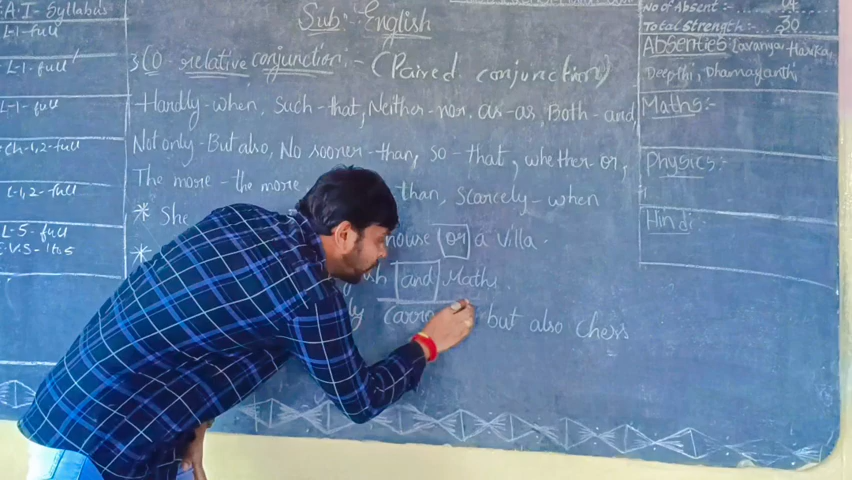 F.A.I - Syllabus
L-1-full
L-1-full
L-1-full
Ch-1,2-full
L-1,2-full
L-5-full
E.V.S-1to5
Sub:- English
3) Co-relative conjunction:- (Paired conjunction)
Hardly-when, Such-that, Neither-nor, as-as, Both-and,
Not only-But also, No sooner-than, so-that, whether-or,
The more-the more, than, Scarcely-when
* She house or a Villa.
* and Maths.
but also chess
No of Absent:-
Total Strength:- 30
Absenties: Lavanya
Deepthi, Dhamayanthi
Maths:-
Physics:-
Hindi:-